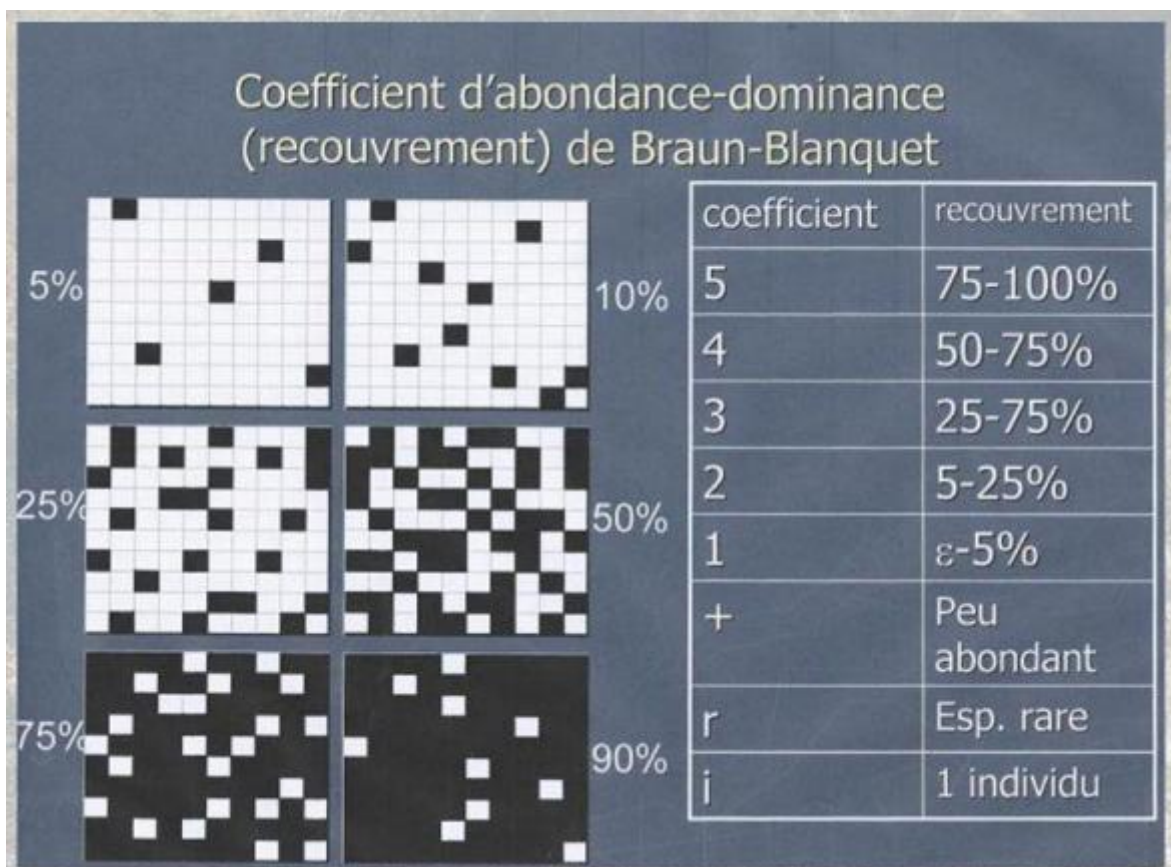 Coefficient d'abondance-dominance
(recouvrement) de Braun-Blanquet
5%
10%
25%
50%
75%
90%
coefficient recouvrement
5 75-100%
4 50-75%
3 25-75%
2 5-25%
1 ε-5%
+ Peu
abondant
r Esp. rare
i 1 individu